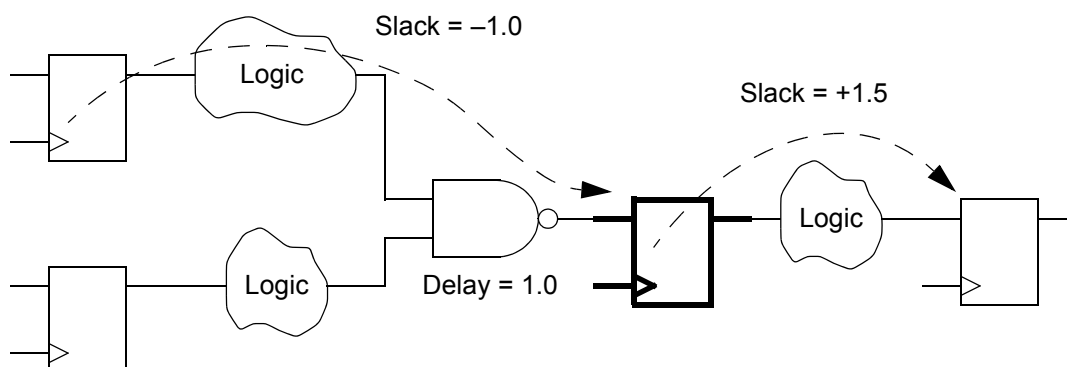 Slack = –1.0
Logic
Slack = +1.5
Logic
Logic
Delay = 1.0